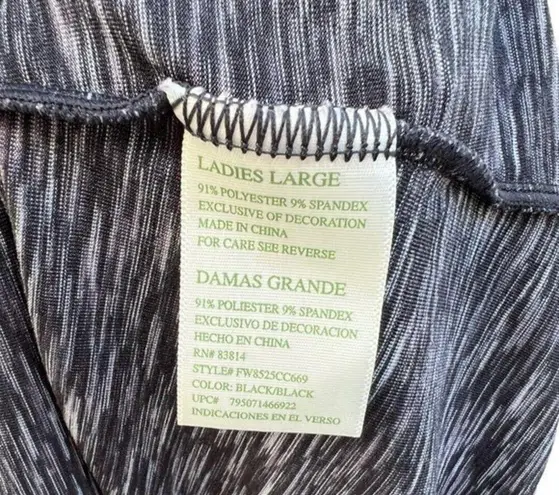 LADIES LARGE
91% POLYESTER 9% SPANDEX
EXCLUSIVE OF DECORATION
MADE IN CHINA
FOR CARE SEE REVERSE
DAMAS GRANDE
91% POLIESTER 9% SPANDEX
EXCLUSIVO DE DECORATION
HECHO EN CHINA
RN# 83814
STYLE# FW8525CC669
COLOR: BLACK/BLACK
UPC# 795071466922
INDICACIONES EN EL VERSO